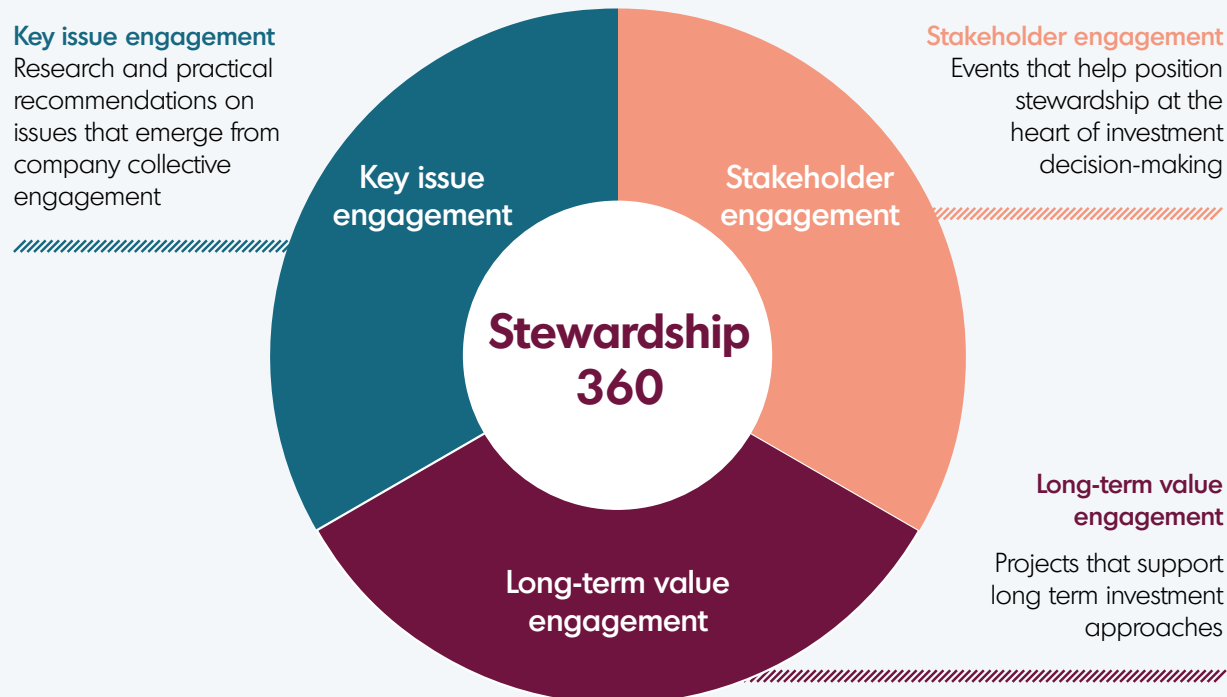 Key issue engagement
Research and practical
recommendations on
issues that emerge from
company collective
engagement
Stakeholder engagement
Events that help position
stewardship at the
heart of investment
decision-making
Key issue
engagement
Stakeholder
engagement
Stewardship
360
Long-term value
engagement
Long-term value
engagement
Projects that support
long term investment
approaches